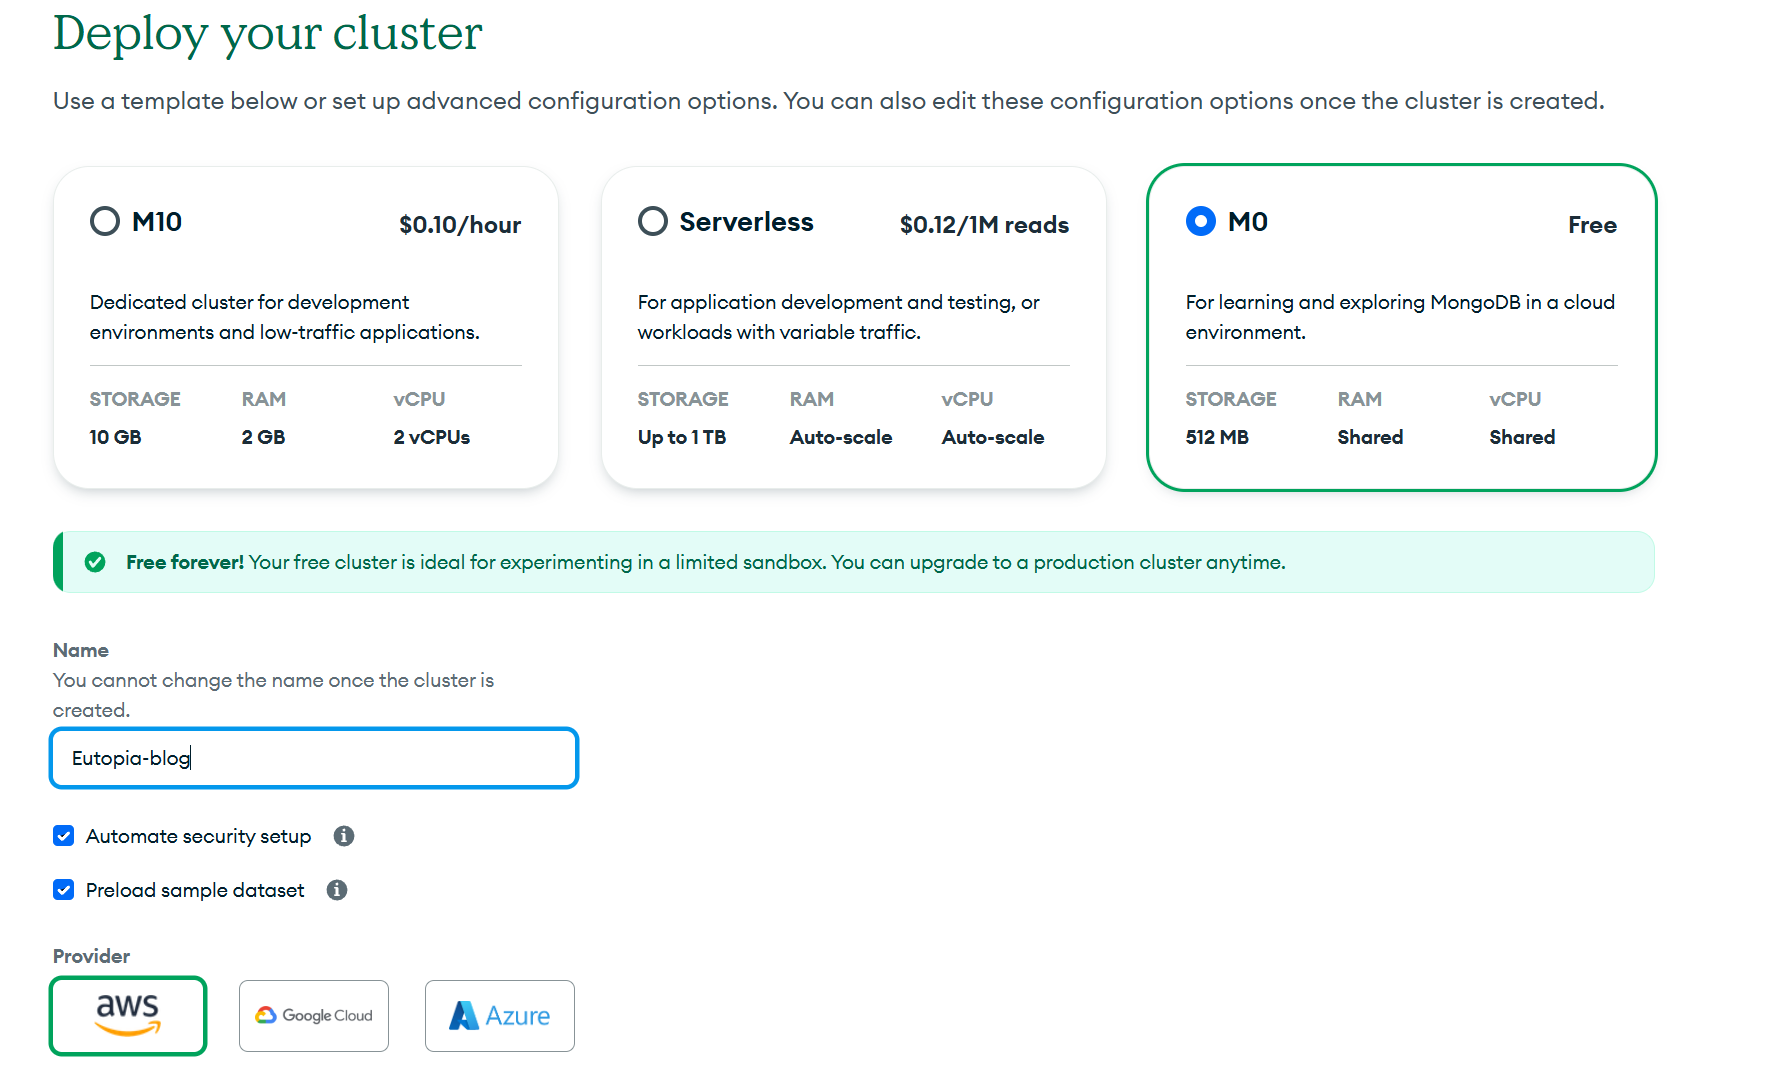 Deploy your cluster
Use a template below or set up advanced configuration options. You can also edit these configuration options once the cluster is created.
M10 $0.10/hour
Dedicated cluster for development
environments and low-traffic applications.
STORAGE RAM vCPU
10 GB 2 GB 2 vCPUs
Serverless $0.12/1M reads
For application development and testing, or
workloads with variable traffic.
STORAGE RAM vCPU
Up to 1 TB Auto-scale Auto-scale
M0 Free
For learning and exploring MongoDB in a cloud
environment.
STORAGE RAM vCPU
512 MB Shared Shared
Free forever! Your free cluster is ideal for experimenting in a limited sandbox. You can upgrade to a production cluster anytime.
Name
You cannot change the name once the cluster is
created.
Eutopia-blog
Automate security setup
Preload sample dataset
Provider
aws Google Cloud Azure